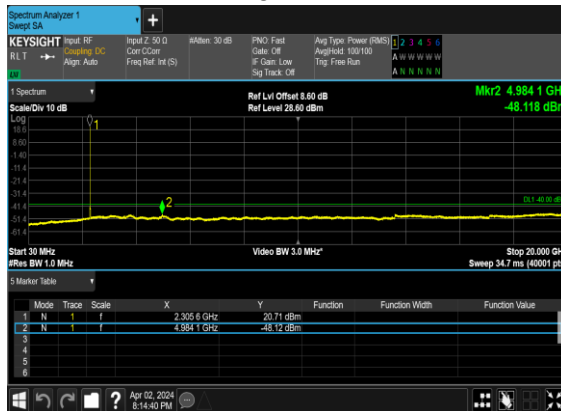 Spectrum Analyzer 1
Swept SA
+
KEYSIGHT Input: RF Input Z: 50 Ω #Atten: 30 dB PNO: Fast Avg Type: Power (RMS) 1 2 3 4 5 6
RLT Coupling: DC Corr CCorr Gate: Off Avg|Hold: 100/100 A W W W W W
Align: Auto Freq Ref: Int (S) IF Gain: Low Trig: Free Run
Sig Track: Off A N N N N N
1 Spectrum Ref Lvl Offset 8.60 dB Mkr2 4.984 1 GH
Scale/Div 10 dB Ref Level 28.60 dBm -48.118 dBr
Log
18.6
8.60
-1.40
-11.4
-21.4
-31.4
-41.4
-51.4
-61.4
1
2
DL1 -40.00 dB
Start 30 MHz Video BW 3.0 MHz* Stop 20.000 GH
#Res BW 1.0 MHz Sweep 34.7 ms (40001 pt
5 Marker Table
Mode Trace Scale X Y Function Function Width Function Value
1 N 1 f 2.305 6 GHz 20.71 dBm
2 N 1 f 4.984 1 GHz -48.12 dBm
3
4
5
6
? Apr 02, 2024
8:14:40 PM